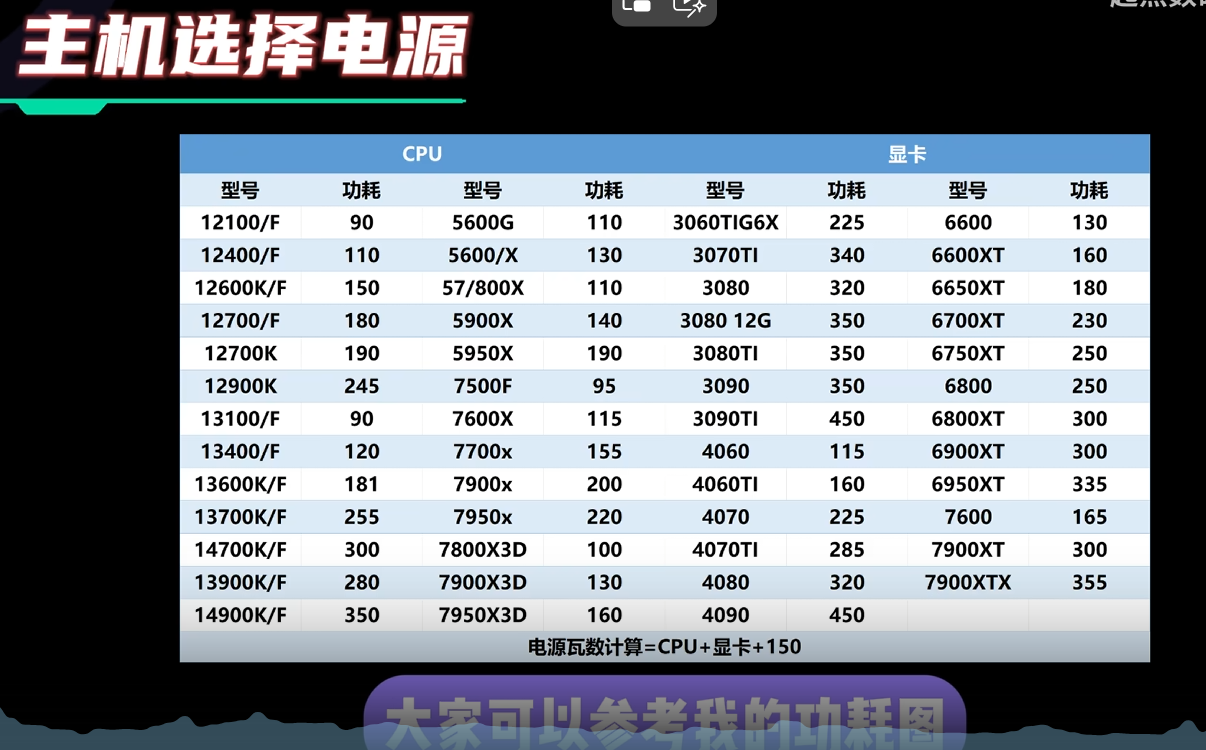 主机选择电源
CPU 显卡
型号 功耗 型号 功耗 型号 功耗 型号 功耗
12100/F 90 5600G 110 3060TIG6X 225 6600 130
12400/F 110 5600/X 130 3070TI 340 6600XT 160
12600K/F 150 57/800X 110 3080 320 6650XT 180
12700/F 180 5900X 140 3080 12G 350 6700XT 230
12700K 190 5950X 190 3080TI 350 6750XT 250
12900K 245 7500F 95 3090 350 6800 250
13100/F 90 7600X 115 3090TI 450 6800XT 300
13400/F 120 7700x 155 4060 115 6900XT 300
13600K/F 181 7900x 200 4060TI 160 6950XT 335
13700K/F 255 7950x 220 4070 225 7600 165
14700K/F 300 7800X3D 100 4070TI 285 7900XT 300
13900K/F 280 7900X3D 130 4080 320 7900XTX 355
14900K/F 350 7950X3D 160 4090 450
电源瓦数计算=CPU+显卡+150
大家可以参考我的功耗图